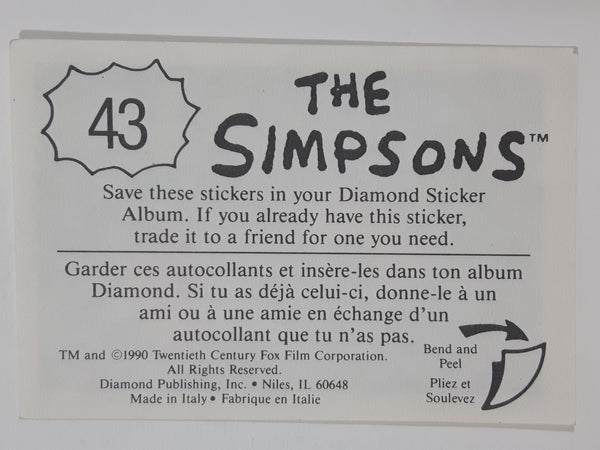 43
THE
SIMPSONS™
Save these stickers in your Diamond Sticker
Album. If you already have this sticker,
trade it to a friend for one you need.
Garder ces autocollants et insère-les dans ton album
Diamond. Si tu as déjà celui-ci, donne-le à un
ami ou à une amie en échange d'un
autocollant que tu n'as pas.
TM and ©1990 Twentieth Century Fox Film Corporation.
All Rights Reserved.
Diamond Publishing, Inc. • Niles, IL 60648
Made in Italy • Fabrique en Italie
Bend and
Peel
Pliez et
Soulevez